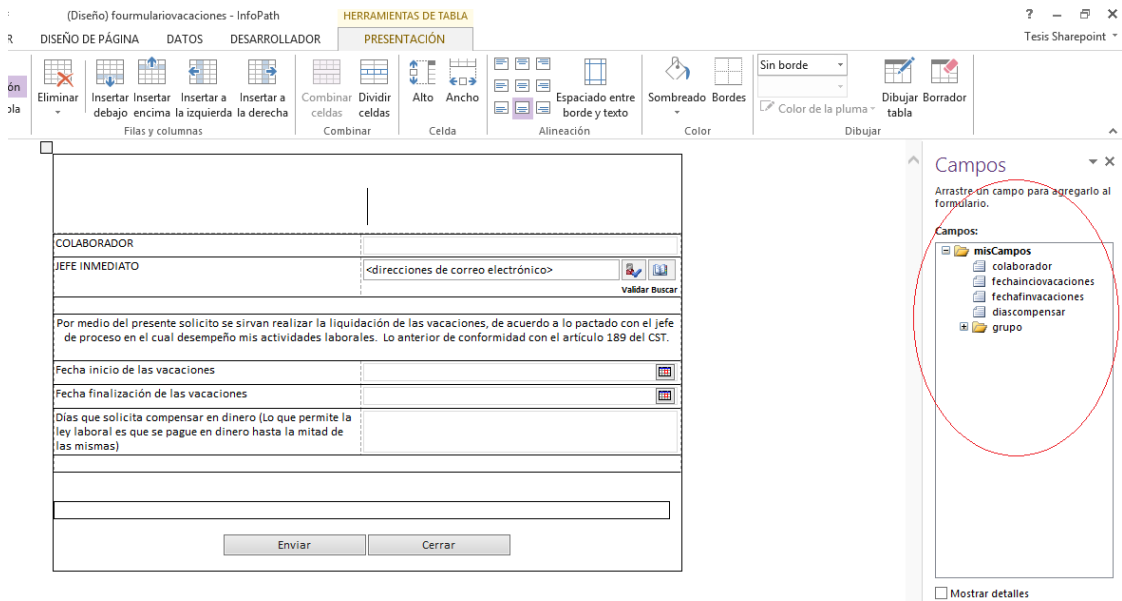 (Diseño) fourmulariovacaciones - InfoPath
HERRAMIENTAS DE TABLA
?
R DISEÑO DE PÁGINA DATOS DESARROLLADOR PRESENTACIÓN
Tesis Sharepoint
ón
ola
Eliminar
Insertar debajo
Insertar encima
Insertar a la izquierda
Insertar a la derecha
Filas y columnas
Combinar celdas
Dividir celdas
Combinar
Alto
Ancho
Celda
Espaciado entre borde y texto
Alineación
Sombreado
Bordes
Color
Sin borde
Color de la pluma
Dibujar tabla
Borrador
Dibujar
COLABORADOR
JEFE INMEDIATO
<direcciones de correo electrónico>
Validar Buscar
Por medio del presente solicito se sirvan realizar la liquidación de las vacaciones, de acuerdo a lo pactado con el jefe
de proceso en el cual desempeño mis actividades laborales. Lo anterior de conformidad con el artículo 189 del CST.
Fecha inicio de las vacaciones
Fecha finalización de las vacaciones
Días que solicita compensar en dinero (Lo que permite la
ley laboral es que se pague en dinero hasta la mitad de
las mismas)
Enviar
Cerrar
Campos
Arrastre un campo para agregarlo al
formulario.
Campos:
misCampos
colaborador
fechainciovacaciones
fechafinvacaciones
diascompensar
grupo
Mostrar detalles